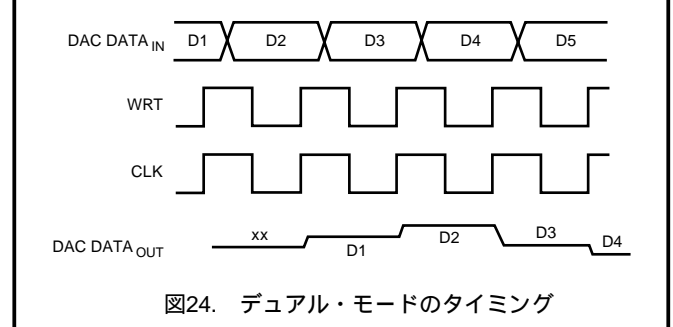 DAC DATA IN D1 D2 D3 D4 D5
WRT
CLK
DAC DATA OUT xx D1 D2 D3 D4
図24. デュアル・モードのタイミング